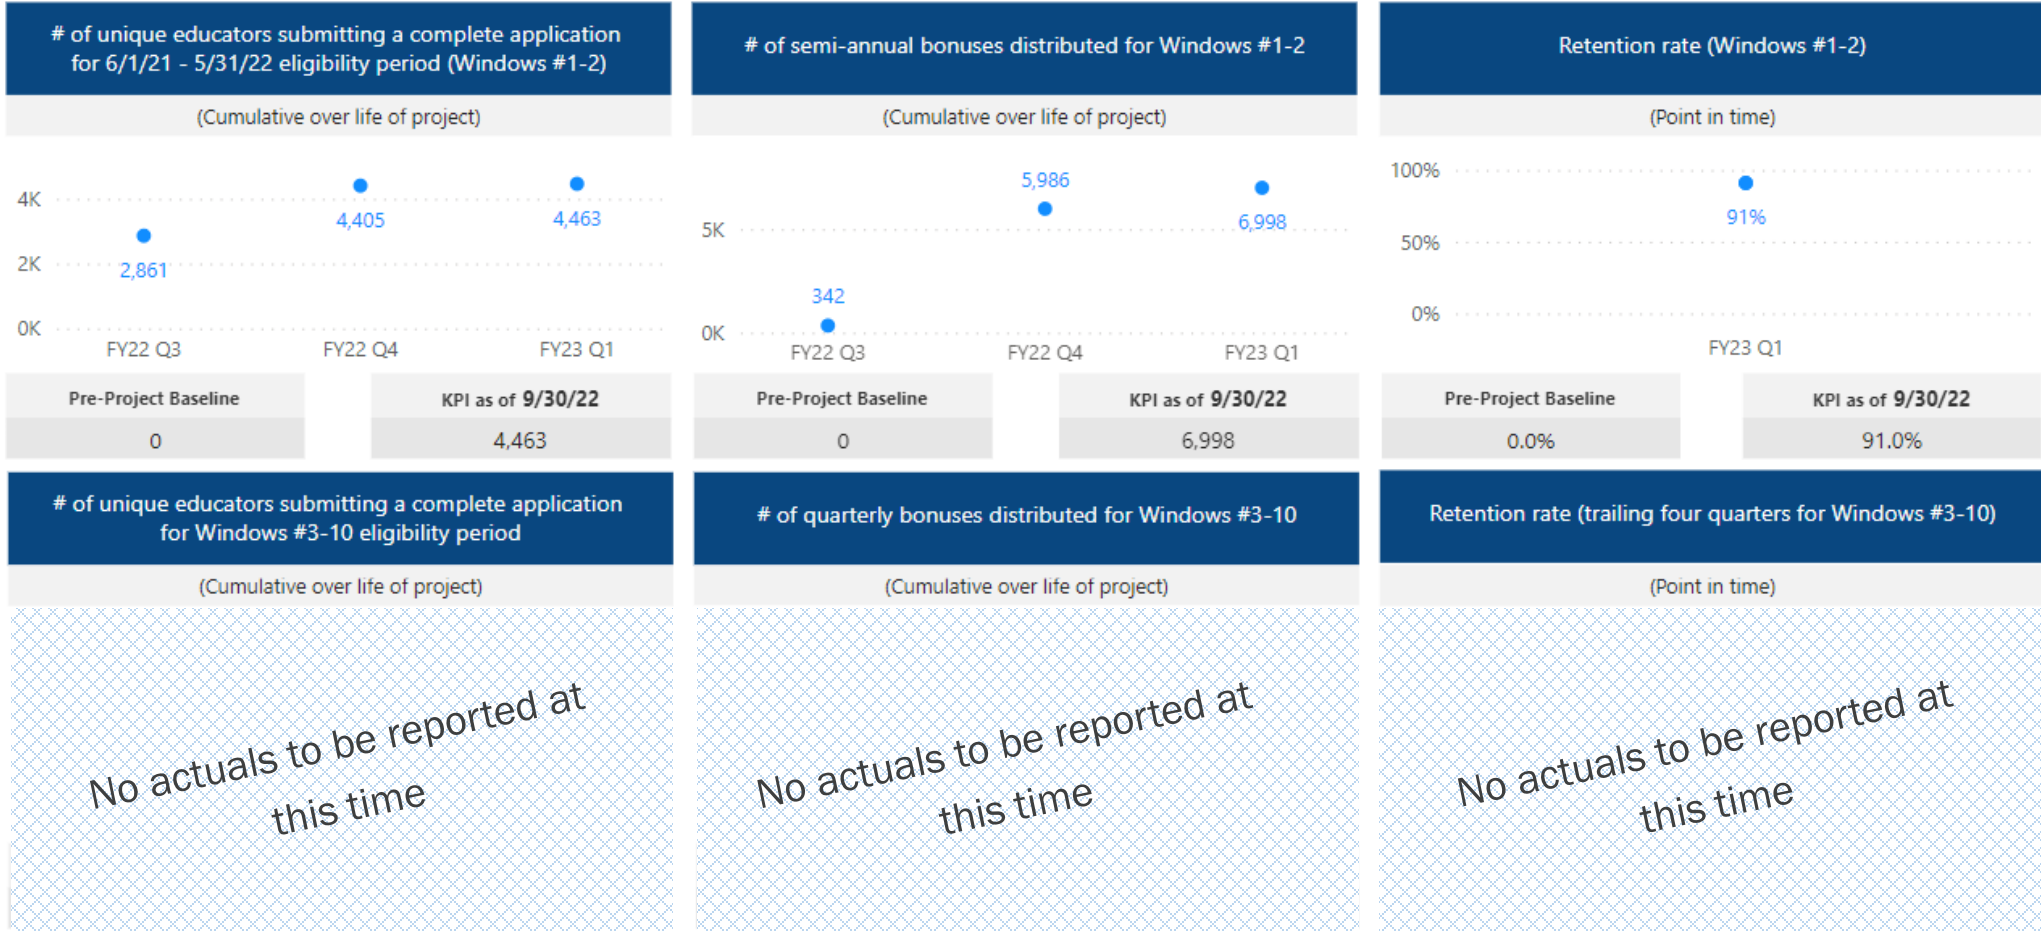 # of unique educators submitting a complete application
for 6/1/21 - 5/31/22 eligibility period (Windows #1-2)
(Cumulative over life of project)
4K
2K
0K
2,861
4,405
4,463
FY22 Q3
FY22 Q4
FY23 Q1
Pre-Project Baseline
KPI as of 9/30/22
0
4,463
# of semi-annual bonuses distributed for Windows #1-2
(Cumulative over life of project)
5K
0K
342
5,986
6,998
FY22 Q3
FY22 Q4
FY23 Q1
Pre-Project Baseline
KPI as of 9/30/22
0
6,998
Retention rate (Windows #1-2)
(Point in time)
100%
50%
0%
91%
FY23 Q1
Pre-Project Baseline
KPI as of 9/30/22
0.0%
91.0%
# of unique educators submitting a complete application
for Windows #3-10 eligibility period
(Cumulative over life of project)
No actuals to be reported at
this time
# of quarterly bonuses distributed for Windows #3-10
(Cumulative over life of project)
No actuals to be reported at
this time
Retention rate (trailing four quarters for Windows #3-10)
(Point in time)
No actuals to be reported at
this time